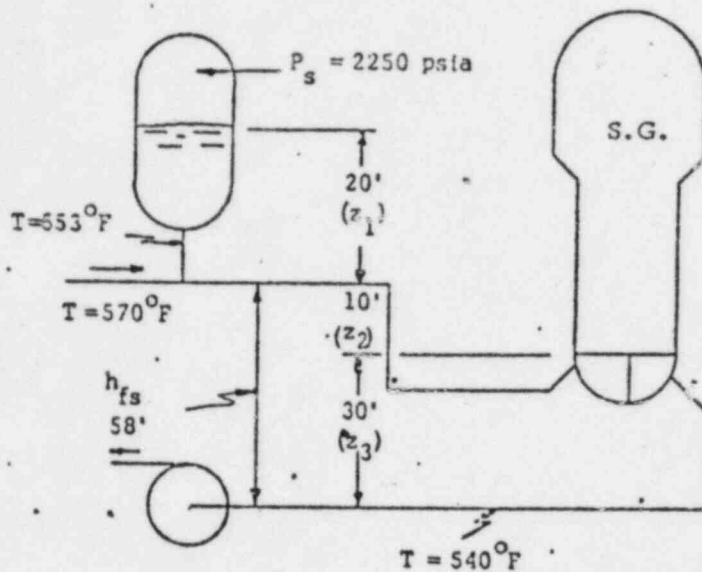 P_s = 2250 psia
S.G.
20'
(z_1)
T=653°F
T=570°F
10'
(z_2)
h_fs
58'
30'
(z_3)
T = 540°F